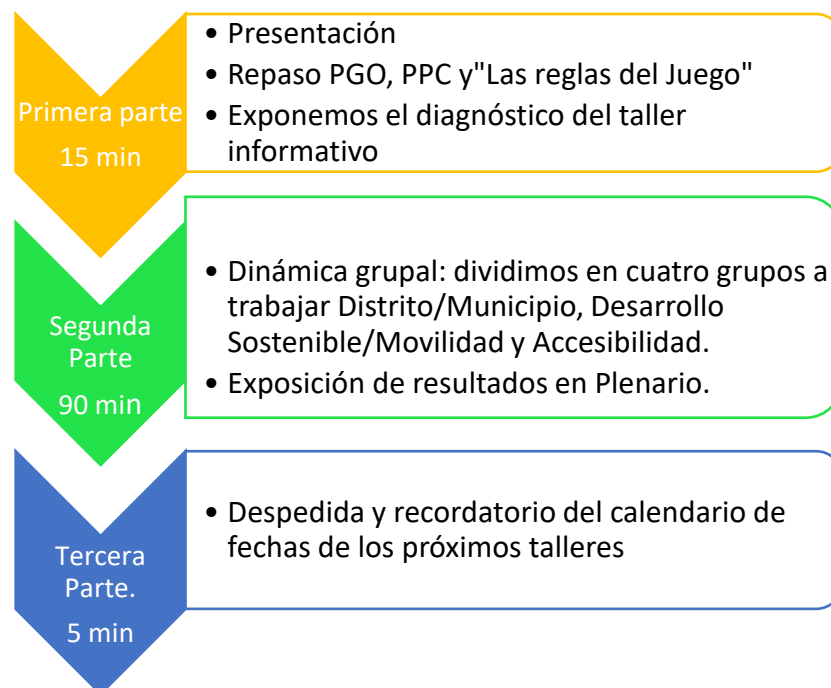 Primera parte
15 min
• Presentación
• Repaso PGO, PPC y"Las reglas del Juego"
• Exponemos el diagnóstico del taller
informativo
Segunda
Parte
90 min
• Dinámica grupal: dividimos en cuatro grupos a
trabajar Distrito/Municipio, Desarrollo
Sostenible/Movilidad y Accesibilidad.
• Exposición de resultados en Plenario.
Tercera
Parte.
5 min
• Despedida y recordatorio del calendario de
fechas de los próximos talleres